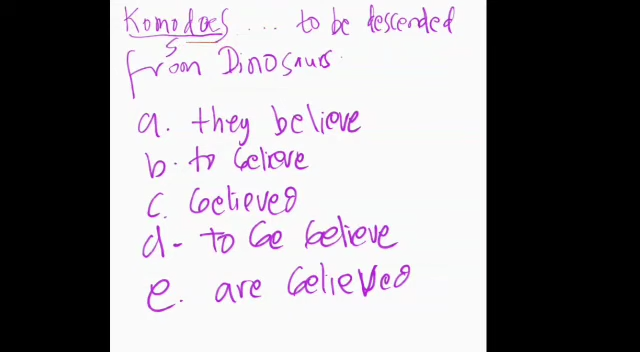 Komodoes ... to be descended
S
from Dinosaurs.
a. they believe
b. to believe
c. believed
d - to be believe
e. are believed